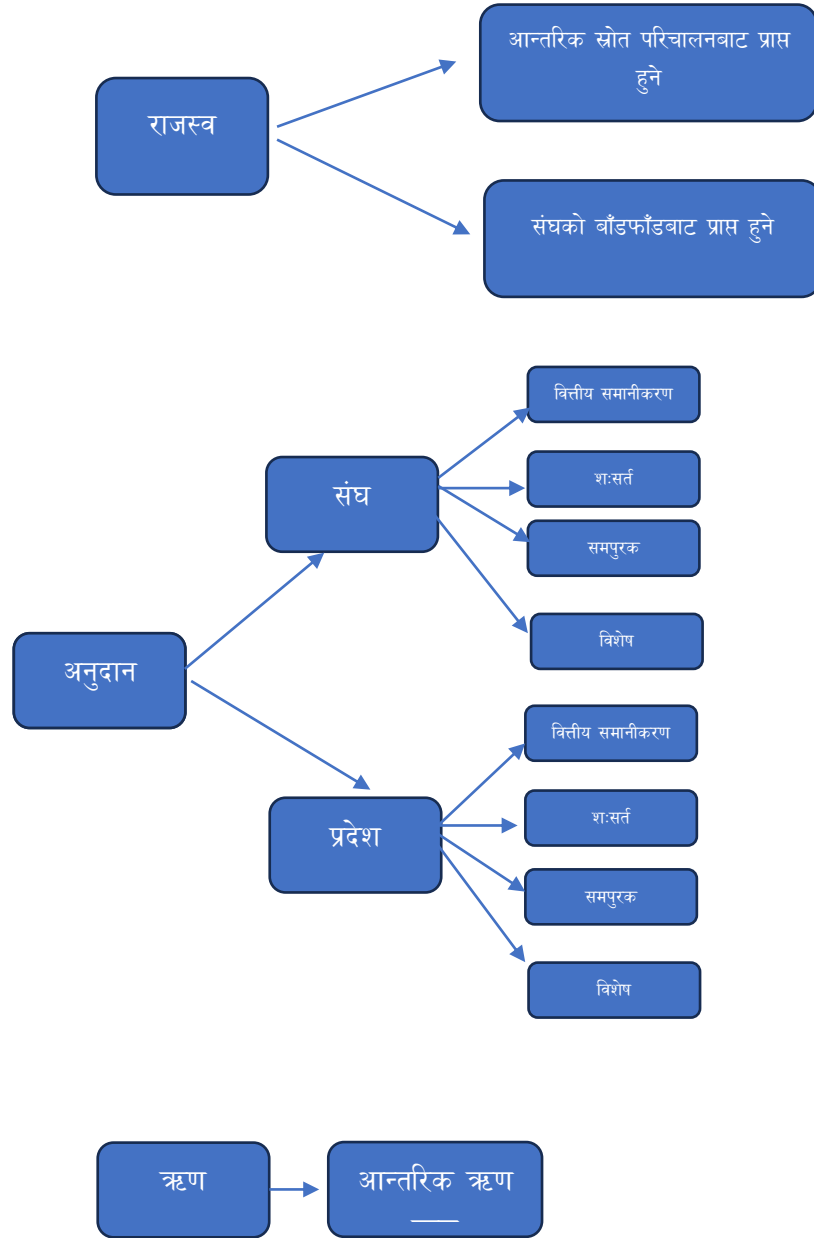 आन्तरिक स्रोत परिचालनबाट प्राप्त
हुने
राजस्व
संघको बाँडफाँडबाट प्राप्त हुने
वित्तीय समानीकरण
शःसर्त
संघ
समपुरक
विशेष
अनुदान
वित्तीय समानीकरण
शःसर्त
प्रदेश
समपुरक
विशेष
ऋण
आन्तरिक ऋण